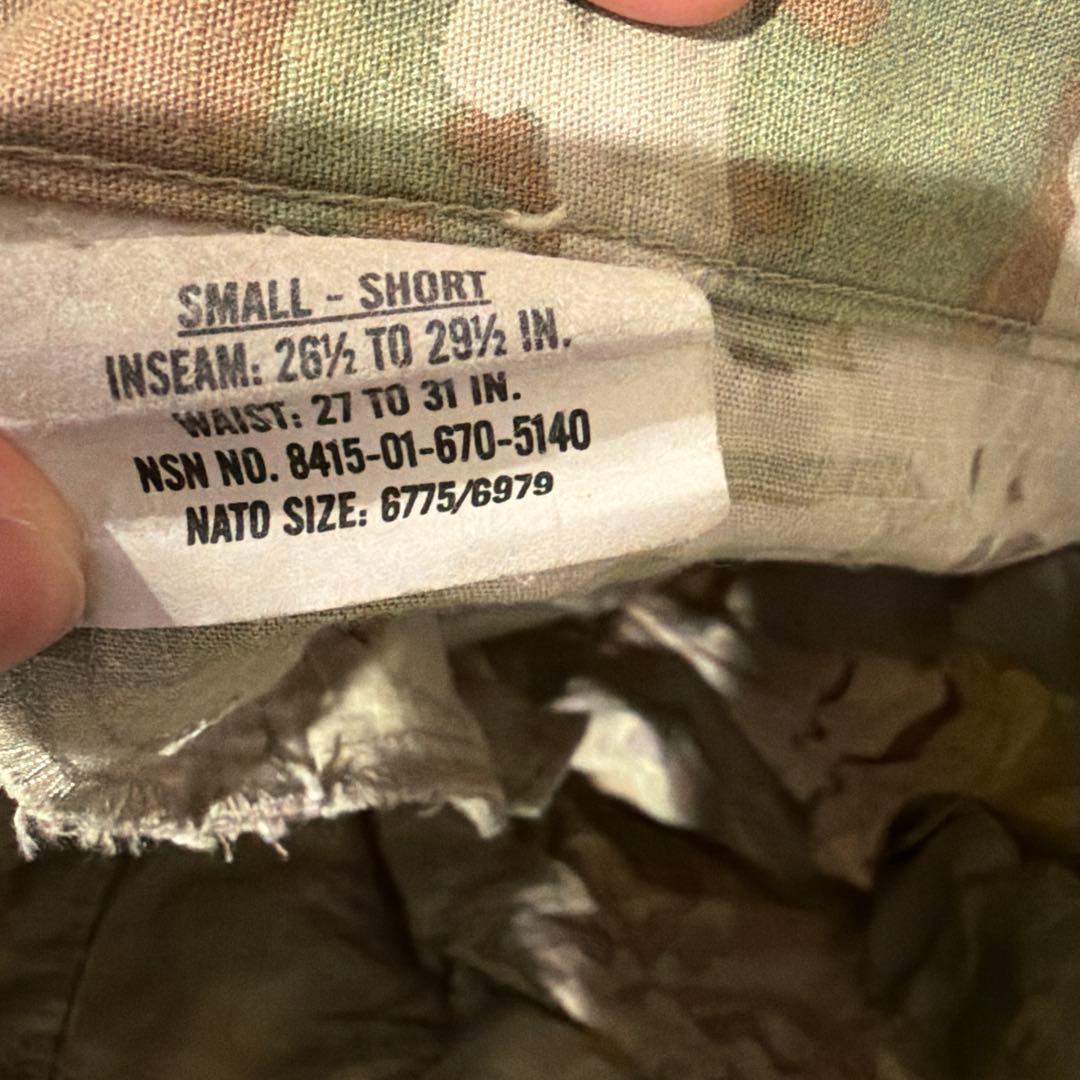 SMALL - SHORT
INSEAM: 26½ TO 29½ IN.
WAIST: 27 TO 31 IN.
NSN NO. 8415-01-670-5140
NATO SIZE: 6775/6979